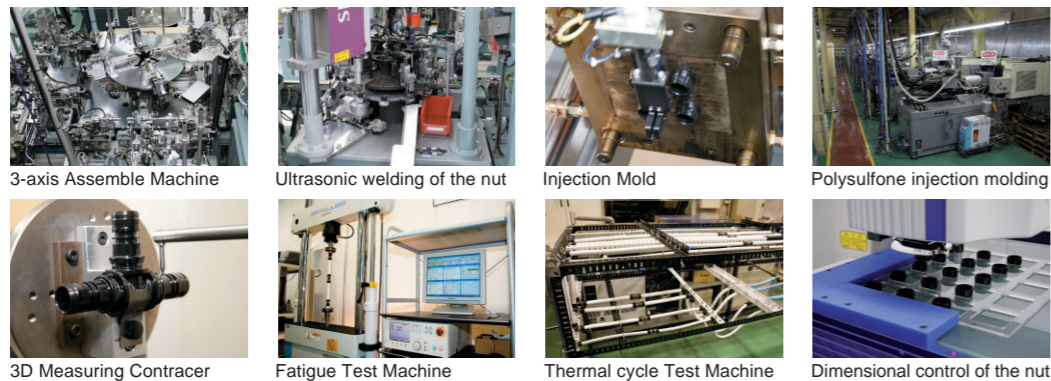 3-axis Assemble Machine
Ultrasonic welding of the nut
Injection Mold
Polysulfone injection molding
3D Measuring Contracer
Fatigue Test Machine
Thermal cycle Test Machine
Dimensional control of the nut